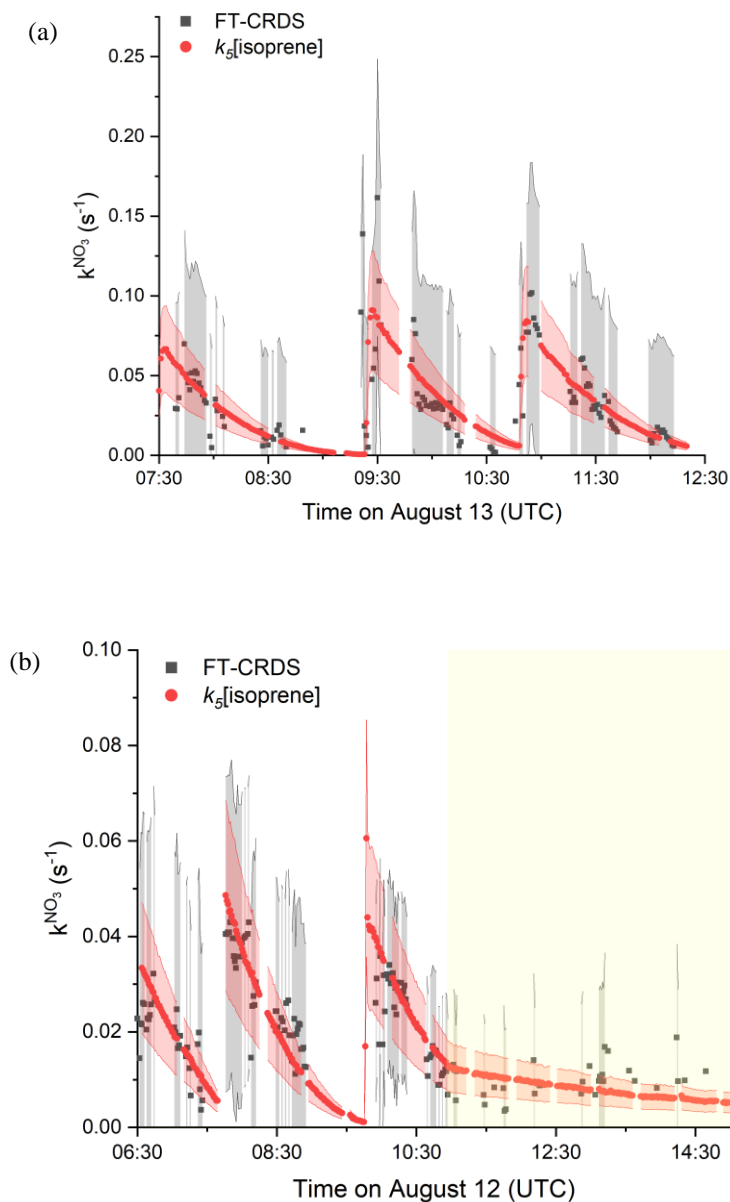 (a)
FT-CRDS
k₅[isoprene]
0.25
0.20
0.15
0.10
0.05
0.00
k^NO₃ (s⁻¹)
07:30 08:30 09:30 10:30 11:30 12:30
Time on August 13 (UTC)
(b)
0.10
FT-CRDS
k₅[isoprene]
0.08
0.06
0.04
0.02
0.00
k^NO₃ (s⁻¹)
06:30 08:30 10:30 12:30 14:30
Time on August 12 (UTC)